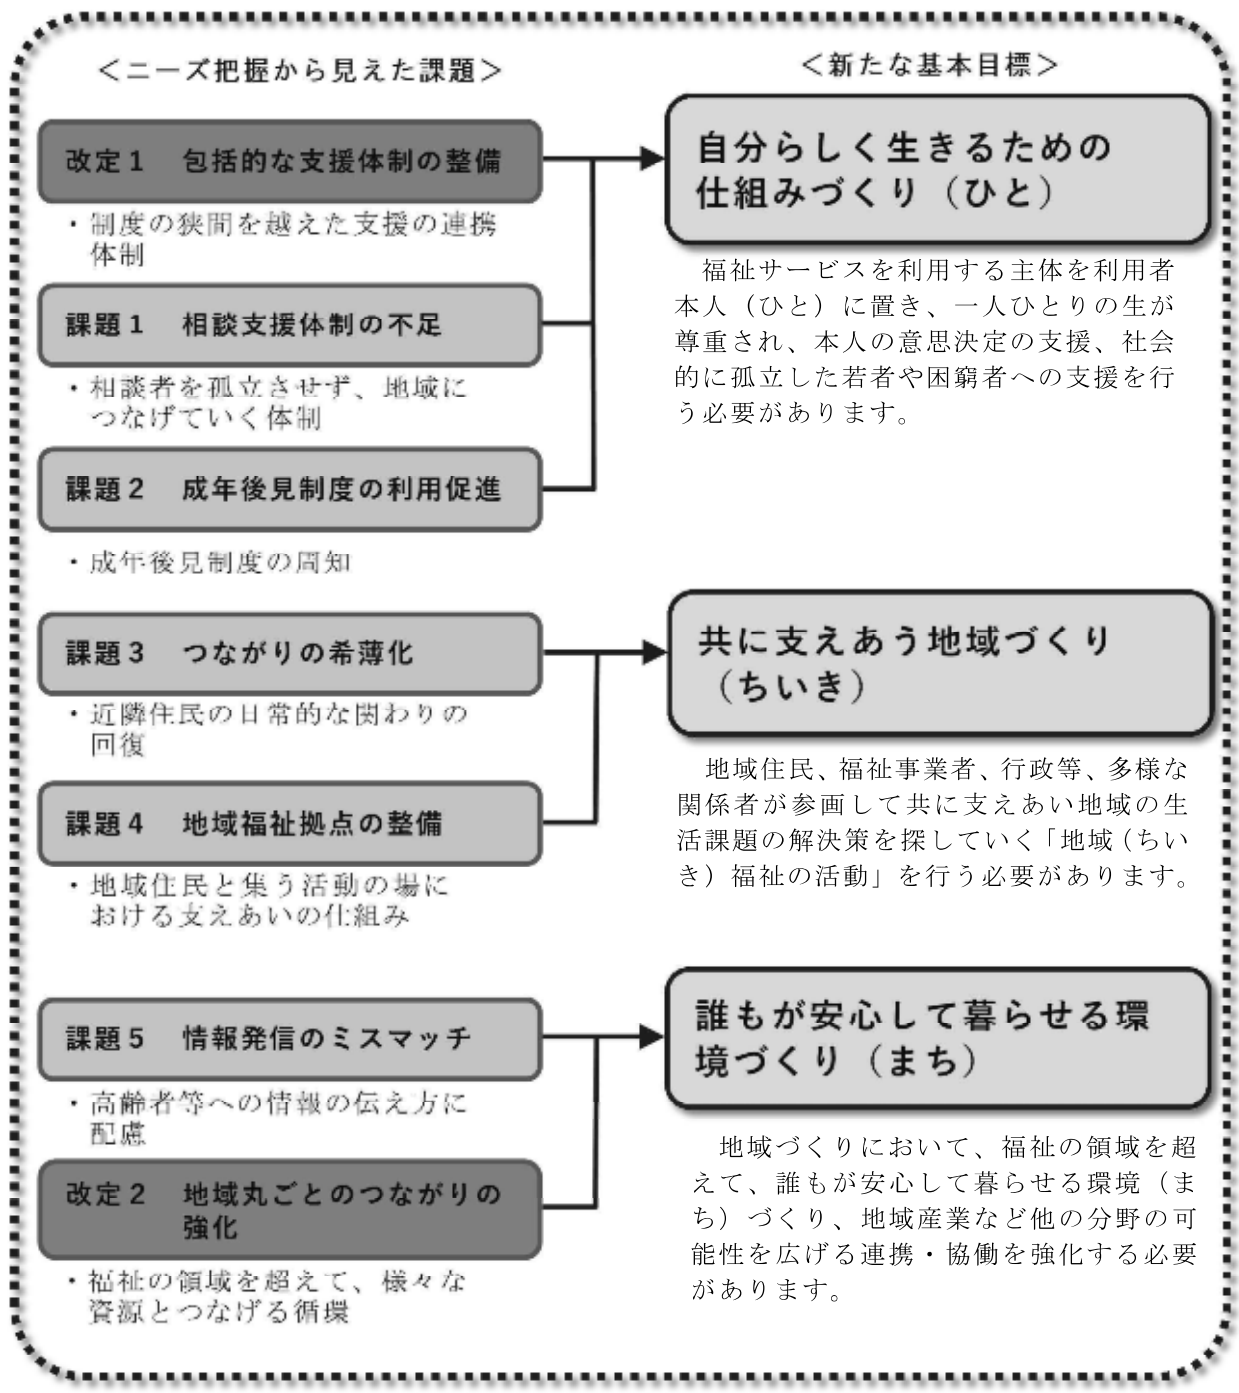 ＜ニーズ把握から見えた課題＞
改定１　包括的な支援体制の整備
・制度の狭間を越えた支援の連携
体制
課題１　相談支援体制の不足
・相談者を孤立させず、地域に
つなげていく体制
課題２　成年後見制度の利用促進
・成年後見制度の周知
課題３　つながりの希薄化
・近隣住民の日常的な関わりの
回復
課題４　地域福祉拠点の整備
・地域住民と集う活動の場に
おける支えあいの仕組み
課題５　情報発信のミスマッチ
・高齢者等への情報の伝え方に
配慮
改定２　地域丸ごとのつながりの
強化
・福祉の領域を超えて、様々な
資源とつなげる循環
＜新たな基本目標＞
自分らしく生きるための
仕組みづくり（ひと）
福祉サービスを利用する主体を利用者
本人（ひと）に置き、一人ひとりの生が
尊重され、本人の意思決定の支援、社会
的に孤立した若者や困窮者への支援を行
う必要があります。
共に支えあう地域づくり
（ちいき）
地域住民、福祉事業者、行政等、多様な
関係者が参画して共に支えあい地域の生
活課題の解決策を探していく「地域（ちい
き）福祉の活動」を行う必要があります。
誰もが安心して暮らせる環
境づくり（まち）
地域づくりにおいて、福祉の領域を超
えて、誰もが安心して暮らせる環境（ま
ち）づくり、地域産業など他の分野の可
能性を広げる連携・協働を強化する必要
があります。